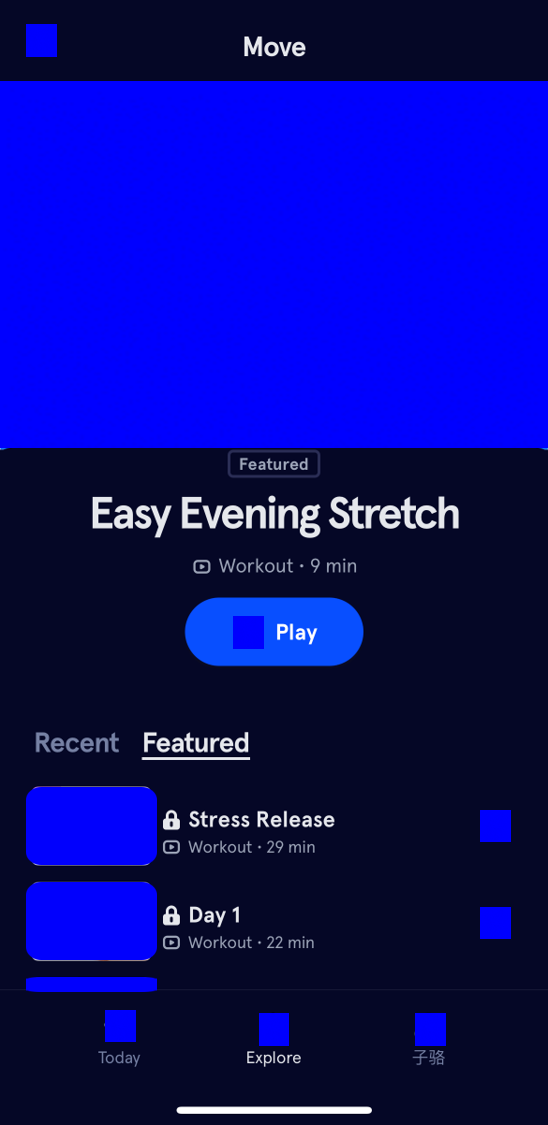 Move
Featured
Easy Evening Stretch
Workout • 9 min
Play
Recent Featured
Stress Release
Workout • 29 min
Day 1
Workout • 22 min
Today Explore 子骆